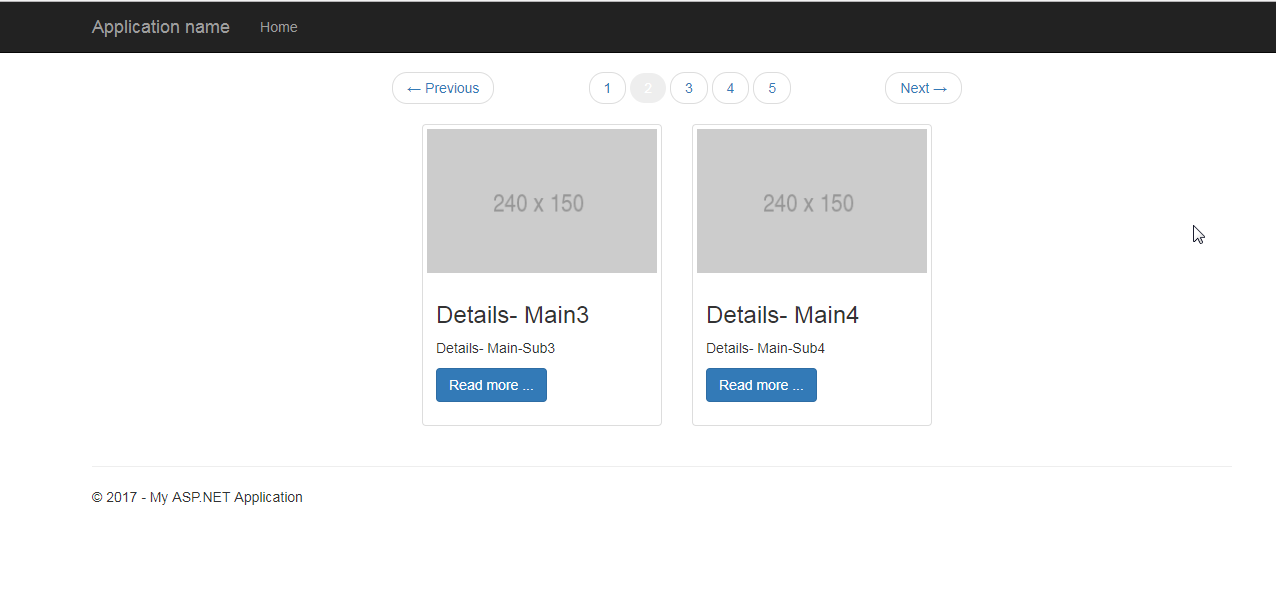 Application name Home
← Previous 1 2 3 4 5 Next →
240 x 150 240 x 150
Details- Main3 Details- Main4
Details- Main-Sub3 Details- Main-Sub4
Read more ... Read more ...
© 2017 - My ASP.NET Application